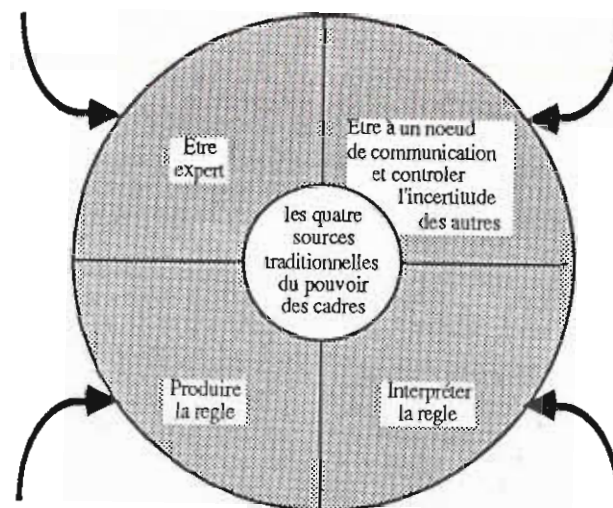 Etre
expert
Etre à un noeud
de communication
et controler
l'incertitude
des autres
les quatre
sources
traditionnelles
du pouvoir
des cadres
Produire
la regle
Interpréter
la regle